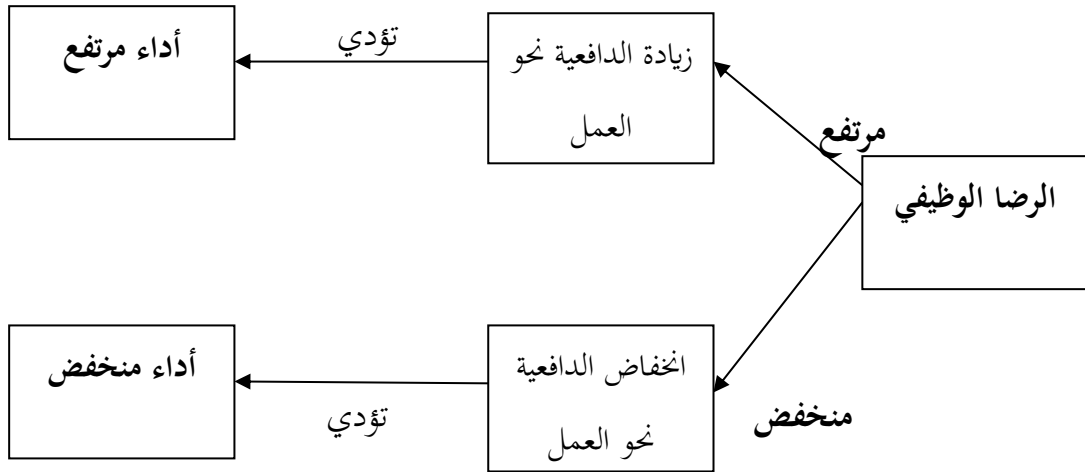 أداء مرتفع
تؤدي
زيادة الدافعية نحو
العمل
مرتفع
الرضا الوظيفي
أداء منخفض
تؤدي
انخفاض الدافعية
نحو العمل
منخفض